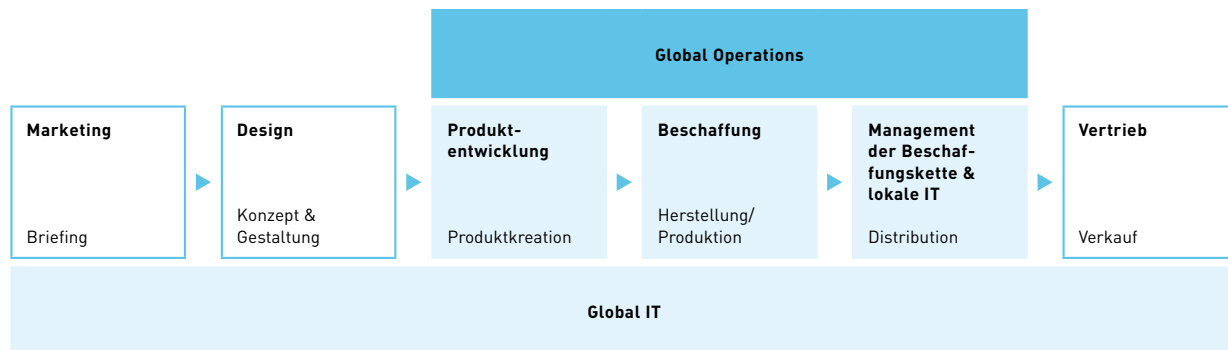 Global Operations
Marketing
Briefing
Design
Konzept &
Gestaltung
Produkt-
entwicklung
Produktkreation
Beschaffung
Herstellung/
Produktion
Management
der Beschaf-
fungskette &
lokale IT
Distribution
Vertrieb
Verkauf
Global IT